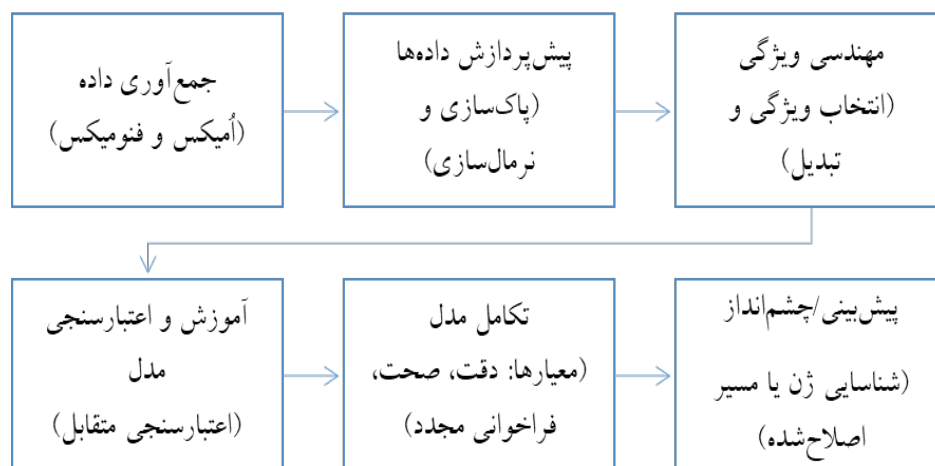 جمع‌آوری داده
(اُمیکس و فنومیکس)
پیش‌پردازش داده‌ها
(پاک‌سازی و
نرمال‌سازی)
مهندسی ویژگی
(انتخاب ویژگی و
تبدیل)
آموزش و اعتبارسنجی
مدل
(اعتبارسنجی متقابل)
تکامل مدل
(معیارها: دقت، صحت،
فراخوانی مجدد)
پیش‌بینی/چشم‌انداز
(شناسایی ژن یا مسیر
اصلاح‌شده)